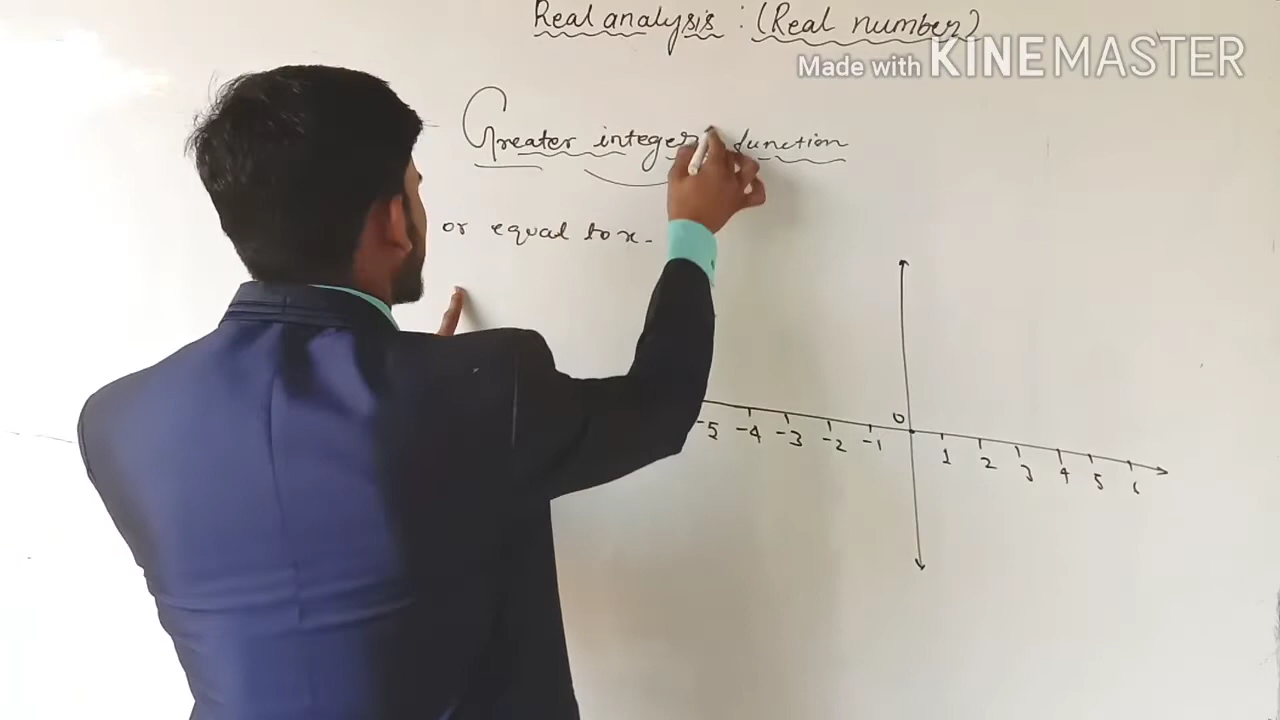 Real analysis : (Real number)
Made with KINEMASTER
Greater integer function
or equal to x.
0
-5 -4 -3 -2 -1 1 2 3 4 5